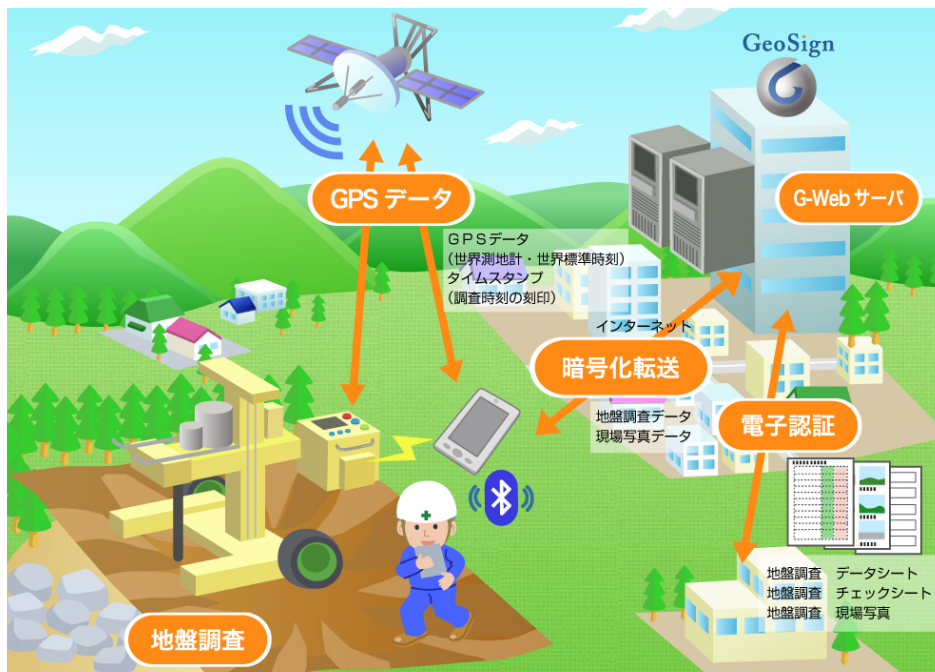 GeoSign
GPS データ
G-Web サーバ
ＧＰＳデータ
(世界測地計・世界標準時刻)
タイムスタンプ
(調査時刻の刻印)
インターネット
暗号化転送
地盤調査データ
現場写真データ
電子認証
地盤調査　データシート
地盤調査　チェックシート
地盤調査　現場写真
地盤調査